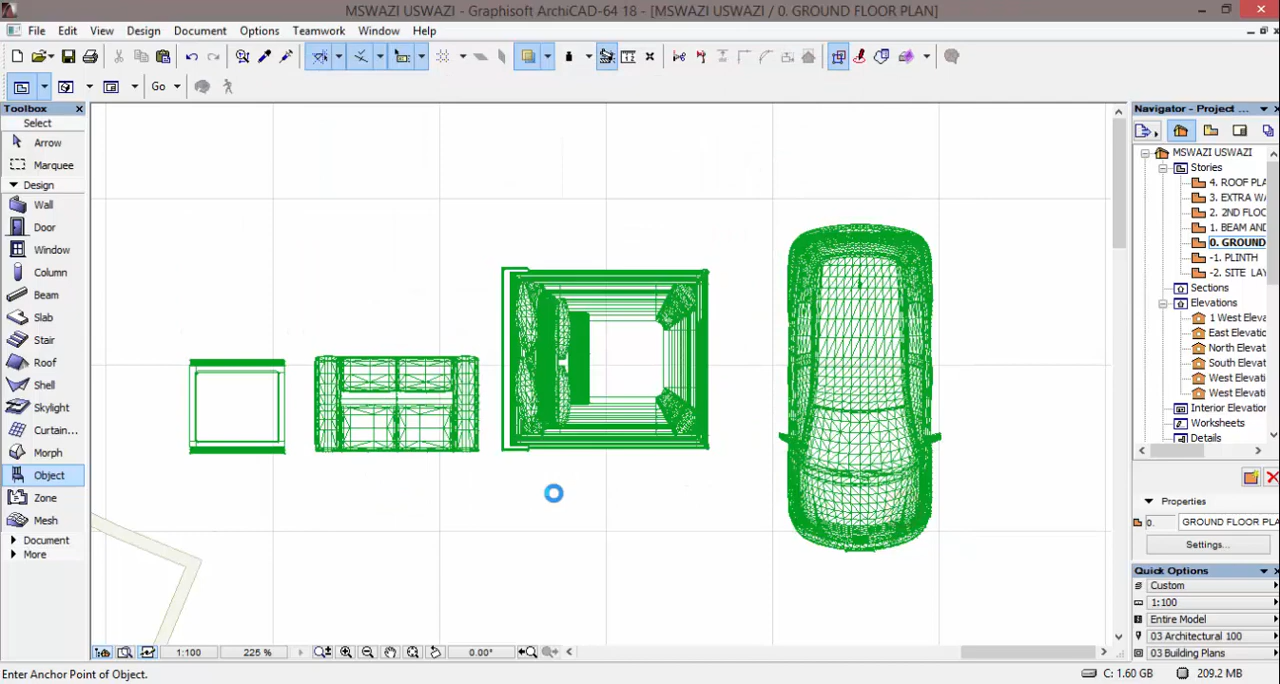 MSWAZI USWAZI - Graphisoft ArchiCAD-64 18 - [MSWAZI USWAZI / 0. GROUND FLOOR PLAN]
File Edit View Design Document Options Teamwork Window Help
Go
Toolbox
Select
Arrow
Marquee
Design
Wall
Door
Window
Column
Beam
Slab
Stair
Roof
Shell
Skylight
Curtain...
Morph
Object
Zone
Mesh
Document
More
Navigator - Project ...
MSWAZI USWAZI
Stories
4. ROOF PLA
3. EXTRA WA
2. 2ND FLOC
1. BEAM AND
0. GROUND
-1. PLINTH
-2. SITE LAY
Sections
Elevations
1 West Eleva
East Elevatio
North Elevat
South Elevat
West Elevati
West Elevati
Interior Elevation
Worksheets
Details
Properties
0. GROUND FLOOR PLA
Settings...
Quick Options
Custom
1:100
Entire Model
03 Architectural 100
03 Building Plans
1:100 225 % 0.00°
Enter Anchor Point of Object.
C: 1.60 GB 209.2 MB